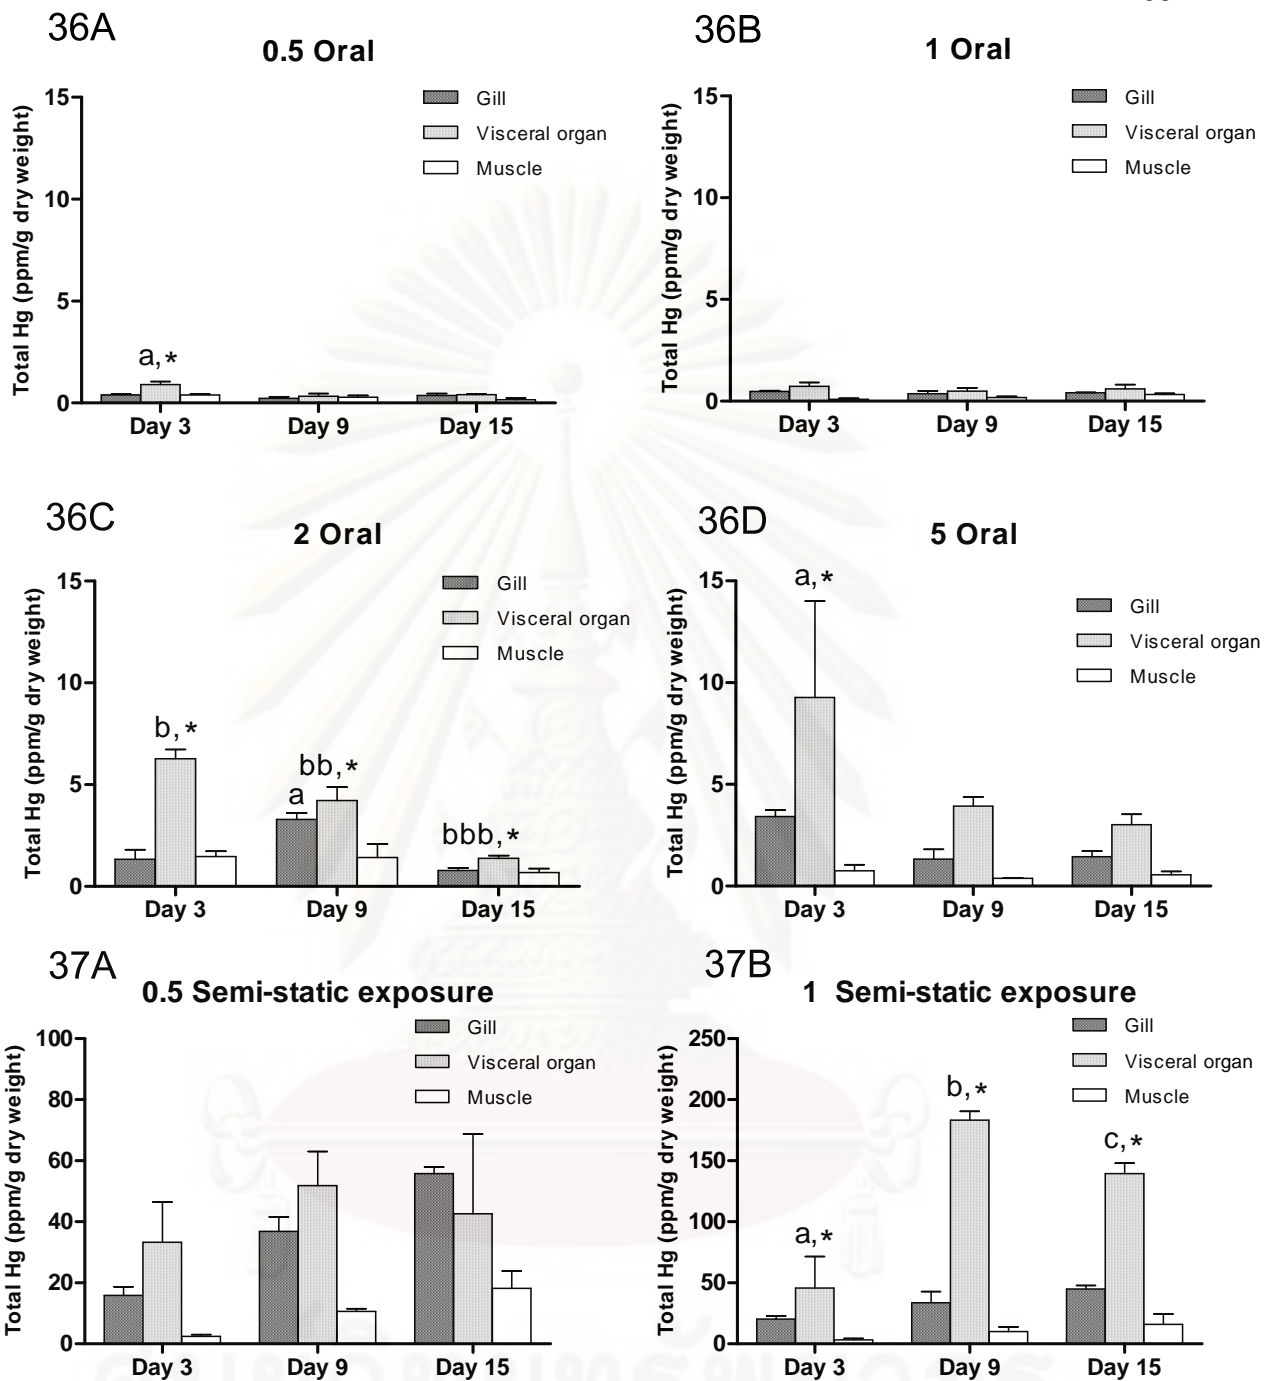 36A
0.5 Oral
Gill
Visceral organ
Muscle
Total Hg (ppm/g dry weight)
15
10
5
0
a,*
Day 3 Day 9 Day 15
36B
1 Oral
Gill
Visceral organ
Muscle
Total Hg (ppm/g dry weight)
15
10
5
0
Day 3 Day 9 Day 15
36C
2 Oral
Gill
Visceral organ
Muscle
Total Hg (ppm/g dry weight)
15
10
5
0
b,*
a
bb,*
bbb,*
Day 3 Day 9 Day 15
36D
5 Oral
Gill
Visceral organ
Muscle
Total Hg (ppm/g dry weight)
15
10
5
0
a,*
Day 3 Day 9 Day 15
37A
0.5 Semi-static exposure
Gill
Visceral organ
Muscle
Total Hg (ppm/g dry weight)
100
80
60
40
20
0
Day 3 Day 9 Day 15
37B
1 Semi-static exposure
Gill
Visceral organ
Muscle
Total Hg (ppm/g dry weight)
250
200
150
100
50
0
a,*
b,*
c,*
Day 3 Day 9 Day 15